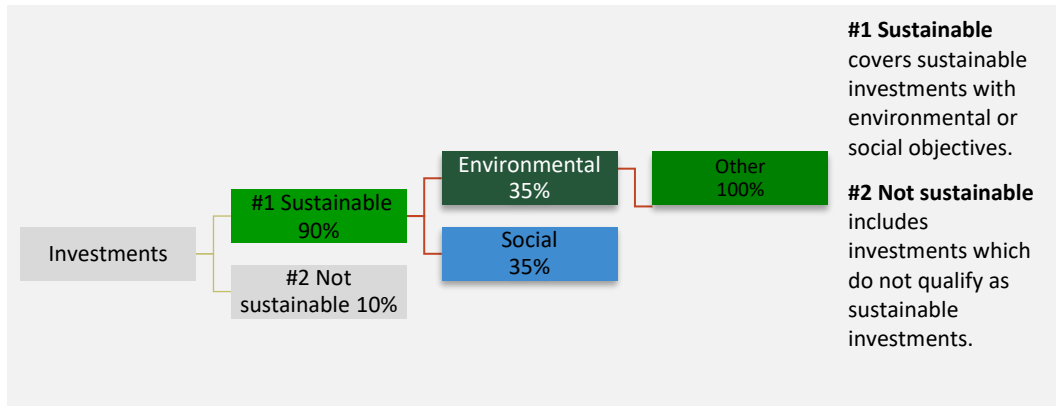 Investments
#1 Sustainable
90%
#2 Not
sustainable 10%
Environmental
35%
Social
35%
Other
100%
#1 Sustainable
covers sustainable
investments with
environmental or
social objectives.
#2 Not sustainable
includes
investments which
do not qualify as
sustainable
investments.